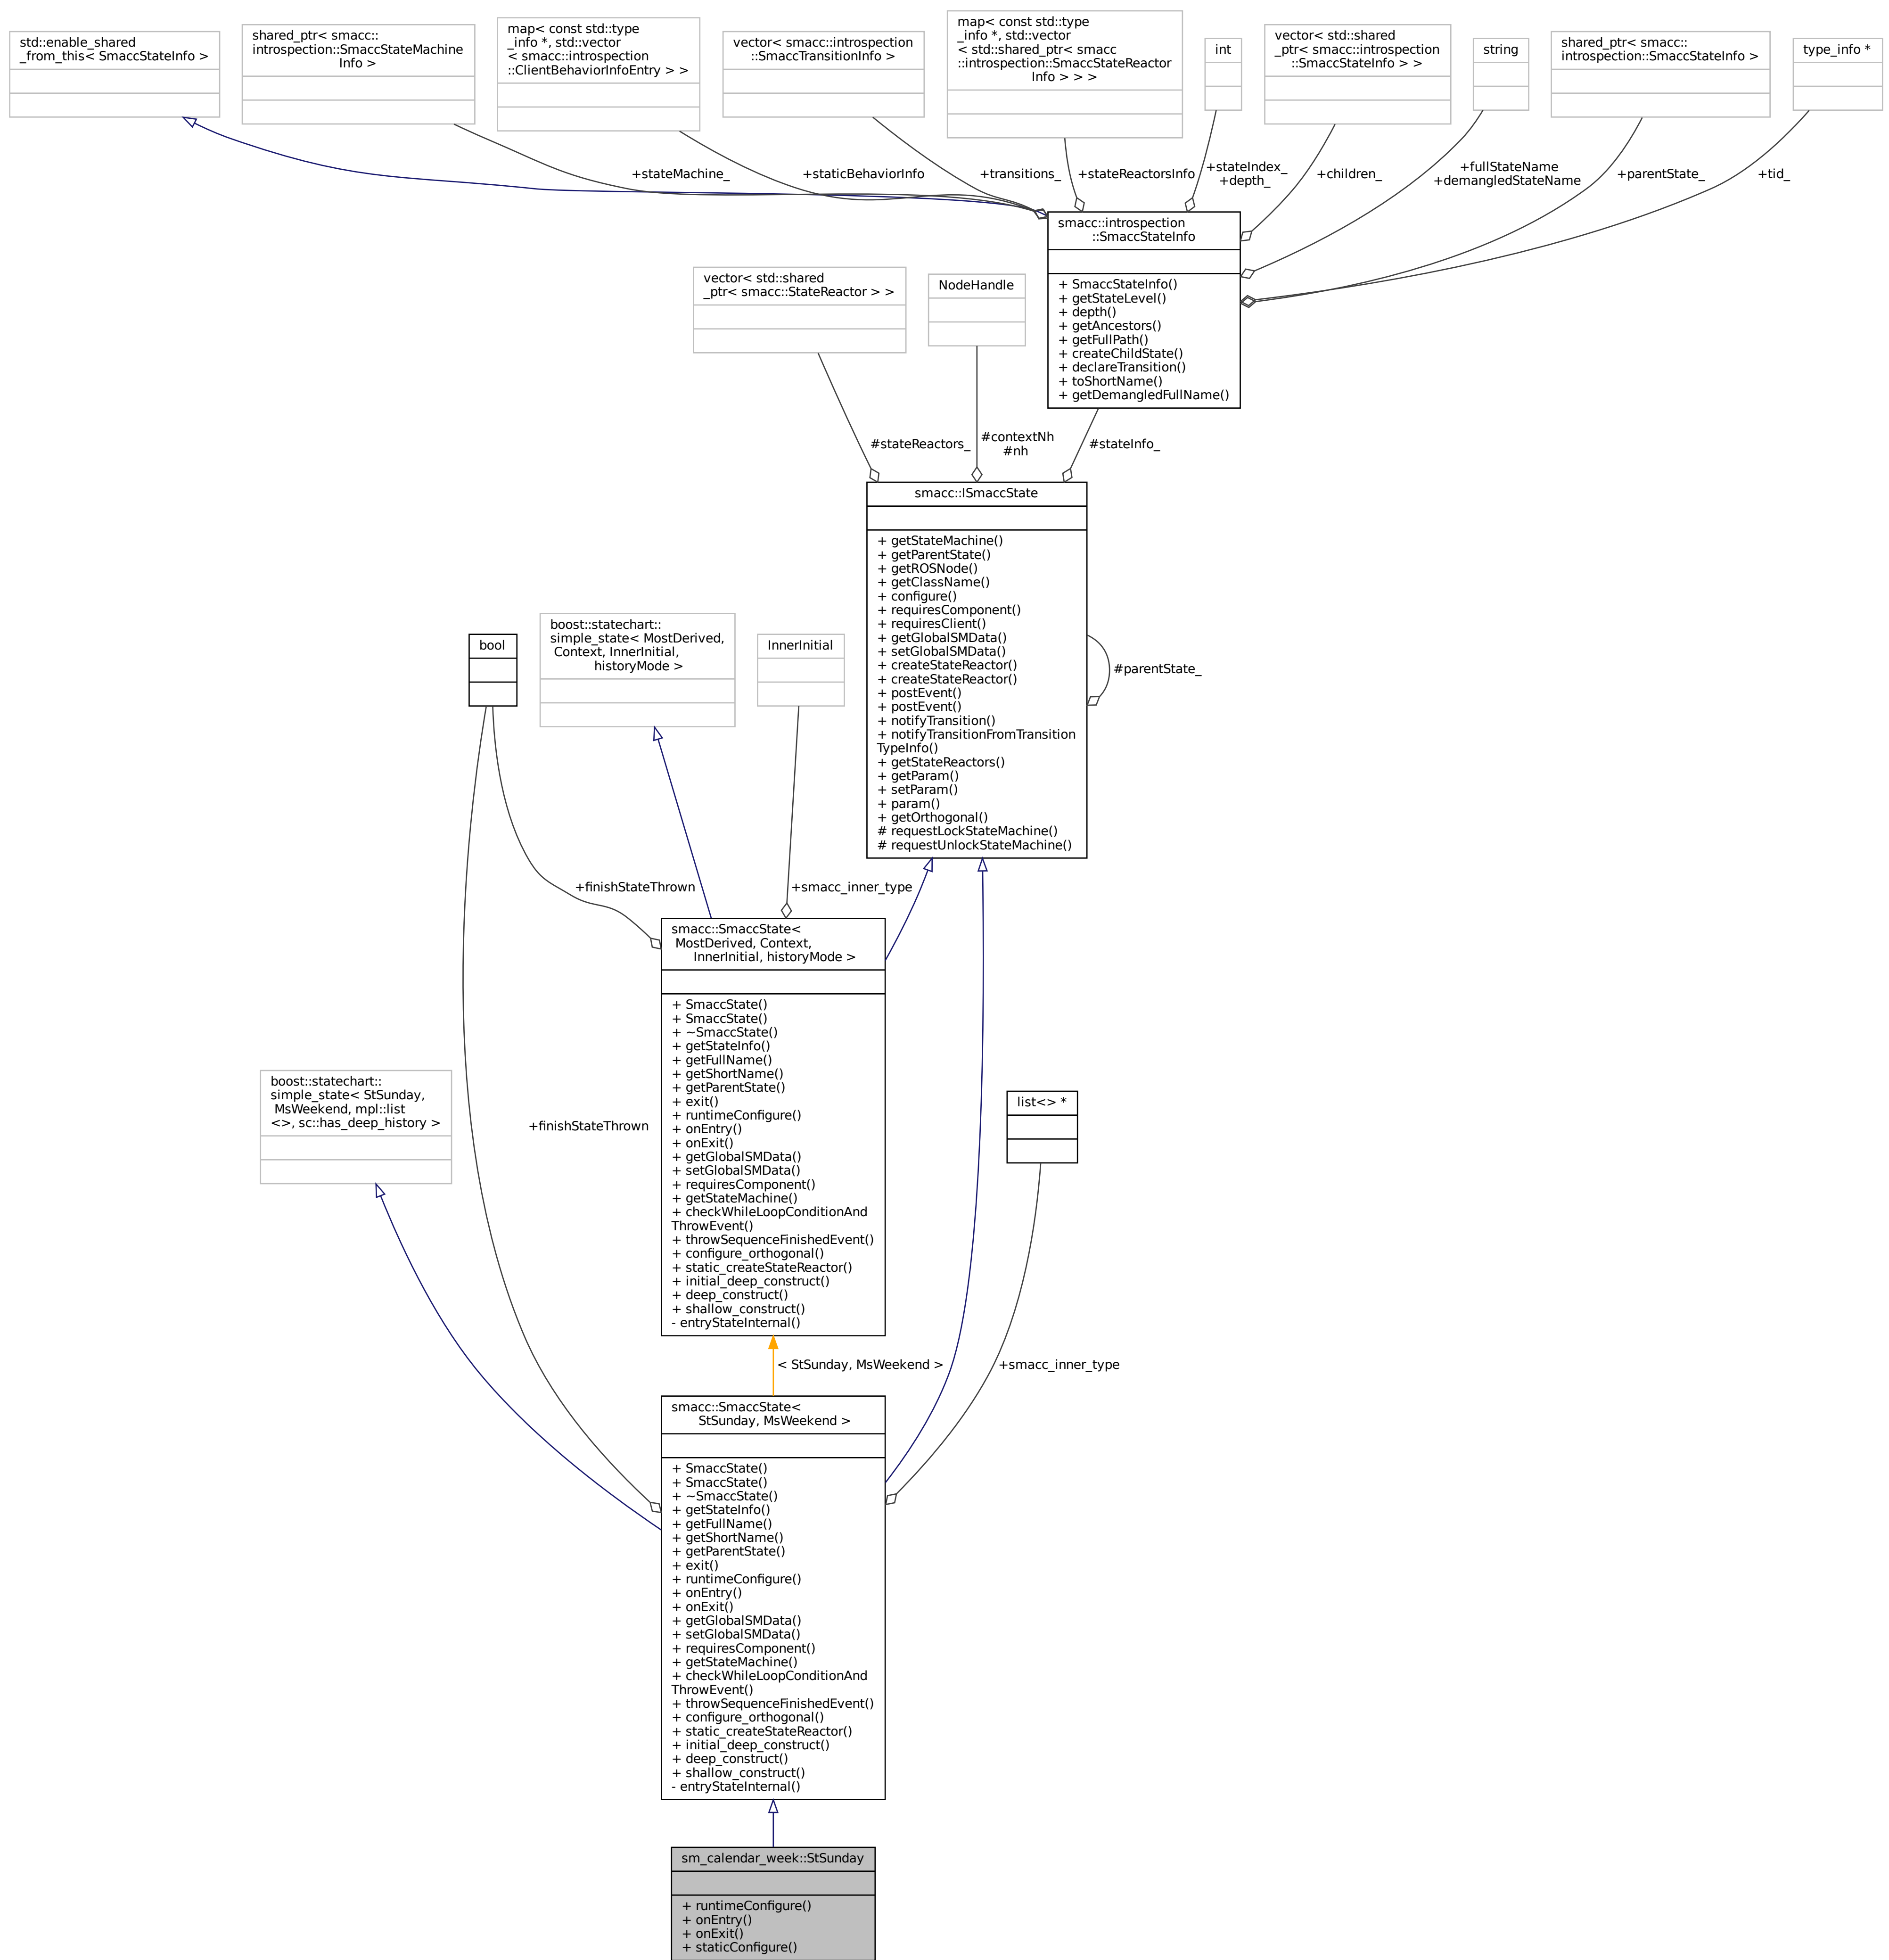 std::enable_shared
_from_this< SmaccStateInfo >
shared_ptr< smacc::
introspection::SmaccStateMachine
Info >
map< const std::type
_info *, std::vector
< smacc::introspection
::ClientBehaviorInfoEntry > >
vector< smacc::introspection
::SmaccTransitionInfo >
map< const std::type
_info *, std::vector
< std::shared_ptr< smacc
::introspection::SmaccStateReactor
Info > > >
int
vector< std::shared
_ptr< smacc::introspection
::SmaccStateInfo > >
string
shared_ptr< smacc::
introspection::SmaccStateInfo >
type_info *
+stateMachine_
+staticBehaviorInfo
+transitions_
+stateReactorsInfo
+stateIndex_
+depth_
+children_
+fullStateName
+demangledStateName
+parentState_
+tid_
smacc::introspection
::SmaccStateInfo
+ SmaccStateInfo()
+ getStateLevel()
+ depth()
+ getAncestors()
+ getFullPath()
+ createChildState()
+ declareTransition()
+ toShortName()
+ getDemangledFullName()
vector< std::shared
_ptr< smacc::StateReactor > >
NodeHandle
#stateReactors_
#contextNh
#nh
#stateInfo_
smacc::ISmaccState
+ getStateMachine()
+ getParentState()
+ getROSNode()
+ getClassName()
+ configure()
+ requiresComponent()
+ requiresClient()
+ getGlobalSMData()
+ setGlobalSMData()
+ createStateReactor()
+ createStateReactor()
+ postEvent()
+ postEvent()
+ notifyTransition()
+ notifyTransitionFromTransition
TypeInfo()
+ getStateReactors()
+ getParam()
+ setParam()
+ param()
+ getOrthogonal()
# requestLockStateMachine()
# requestUnlockStateMachine()
#parentState_
bool
boost::statechart::
simple_state< MostDerived,
Context, InnerInitial,
historyMode >
InnerInitial
+finishStateThrown
+smacc_inner_type
smacc::SmaccState<
MostDerived, Context,
InnerInitial, historyMode >
+ SmaccState()
+ SmaccState()
+ ~SmaccState()
+ getStateInfo()
+ getFullName()
+ getShortName()
+ getParentState()
+ exit()
+ runtimeConfigure()
+ onEntry()
+ onExit()
+ getGlobalSMData()
+ setGlobalSMData()
+ requiresComponent()
+ getStateMachine()
+ checkWhileLoopConditionAnd
ThrowEvent()
+ throwSequenceFinishedEvent()
+ configure_orthogonal()
+ static_createStateReactor()
+ initial_deep_construct()
+ deep_construct()
+ shallow_construct()
- entryStateInternal()
boost::statechart::
simple_state< StSunday,
MsWeekend, mpl::list
<>, sc::has_deep_history >
+finishStateThrown
list<> *
< StSunday, MsWeekend >
+smacc_inner_type
smacc::SmaccState<
StSunday, MsWeekend >
+ SmaccState()
+ SmaccState()
+ ~SmaccState()
+ getStateInfo()
+ getFullName()
+ getShortName()
+ getParentState()
+ exit()
+ runtimeConfigure()
+ onEntry()
+ onExit()
+ getGlobalSMData()
+ setGlobalSMData()
+ requiresComponent()
+ getStateMachine()
+ checkWhileLoopConditionAnd
ThrowEvent()
+ throwSequenceFinishedEvent()
+ configure_orthogonal()
+ static_createStateReactor()
+ initial_deep_construct()
+ deep_construct()
+ shallow_construct()
- entryStateInternal()
sm_calendar_week::StSunday
+ runtimeConfigure()
+ onEntry()
+ onExit()
+ staticConfigure()